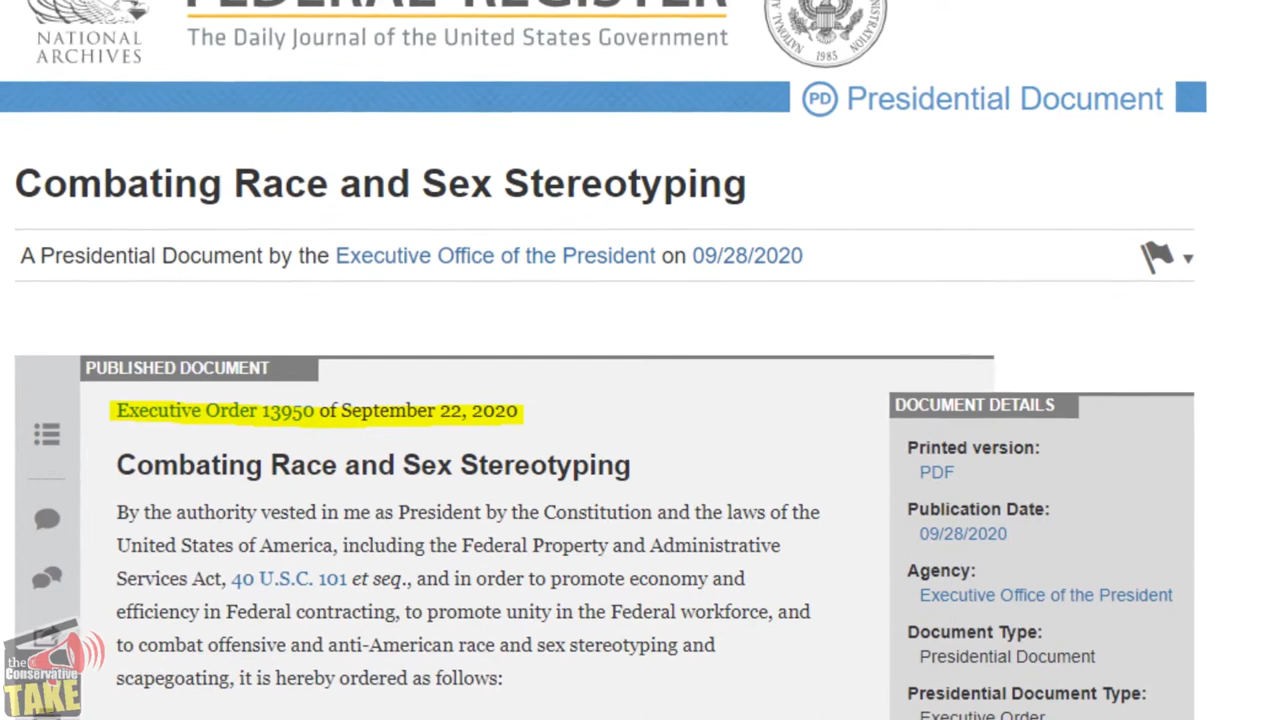 FEDERAL REGISTER
NATIONAL
ARCHIVES
The Daily Journal of the United States Government
1985
PD Presidential Document
Combating Race and Sex Stereotyping
A Presidential Document by the Executive Office of the President on 09/28/2020
PUBLISHED DOCUMENT
Executive Order 13950 of September 22, 2020
Combating Race and Sex Stereotyping
By the authority vested in me as President by the Constitution and the laws of the
United States of America, including the Federal Property and Administrative
Services Act, 40 U.S.C. 101 et seq., and in order to promote economy and
efficiency in Federal contracting, to promote unity in the Federal workforce, and
to combat offensive and anti-American race and sex stereotyping and
scapegoating, it is hereby ordered as follows:
DOCUMENT DETAILS
Printed version:
PDF
Publication Date:
09/28/2020
Agency:
Executive Office of the President
Document Type:
Presidential Document
Presidential Document Type:
Executive Order
the
Conservative
TAKE